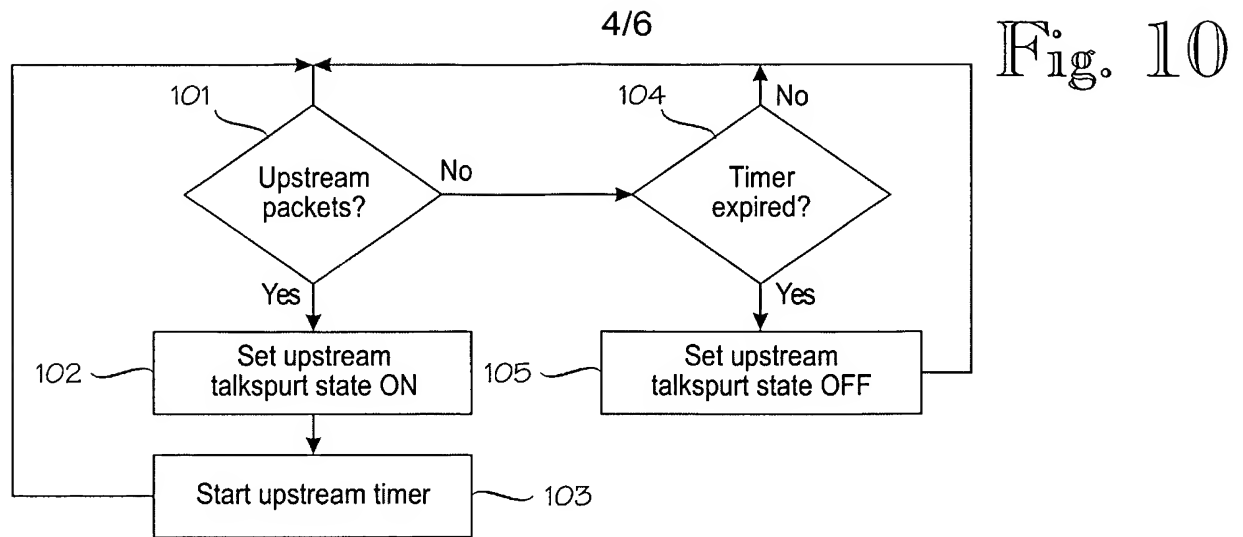 4/6
Fig. 10
101
Upstream
packets?
No
Yes
104
Timer
expired?
No
Yes
102
Set upstream
talkspurt state ON
105
Set upstream
talkspurt state OFF
Start upstream timer
103